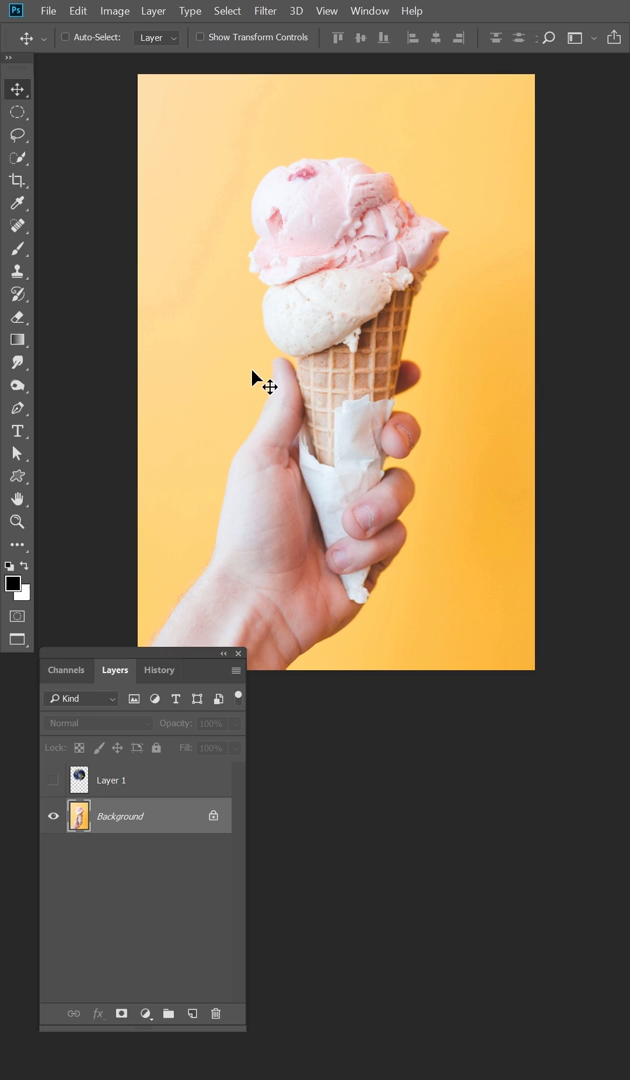 Ps File Edit Image Layer Type Select Filter 3D View Window Help
Auto-Select: Layer Show Transform Controls
Channels Layers History
Kind
Normal Opacity: 100%
Lock: Fill: 100%
Layer 1
Background